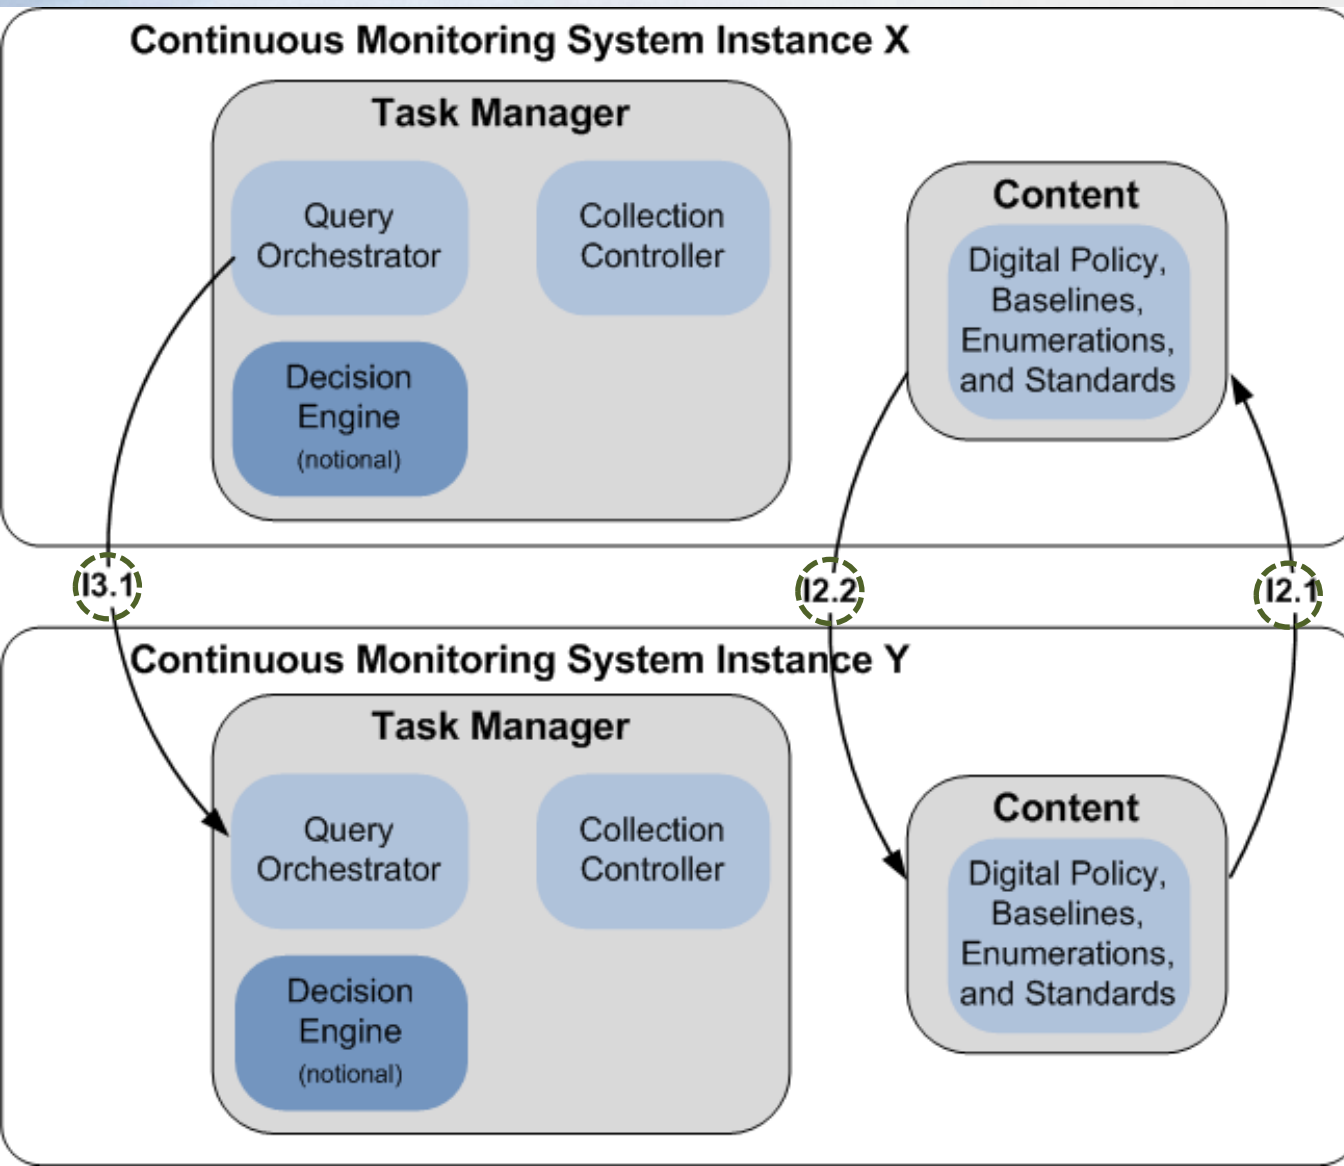 Continuous Monitoring System Instance X
Task Manager
Query
Orchestrator
Collection
Controller
Decision
Engine
(notional)
Content
Digital Policy,
Baselines,
Enumerations,
and Standards
I3.1
I2.2
I2.1
Continuous Monitoring System Instance Y
Task Manager
Query
Orchestrator
Collection
Controller
Decision
Engine
(notional)
Content
Digital Policy,
Baselines,
Enumerations,
and Standards